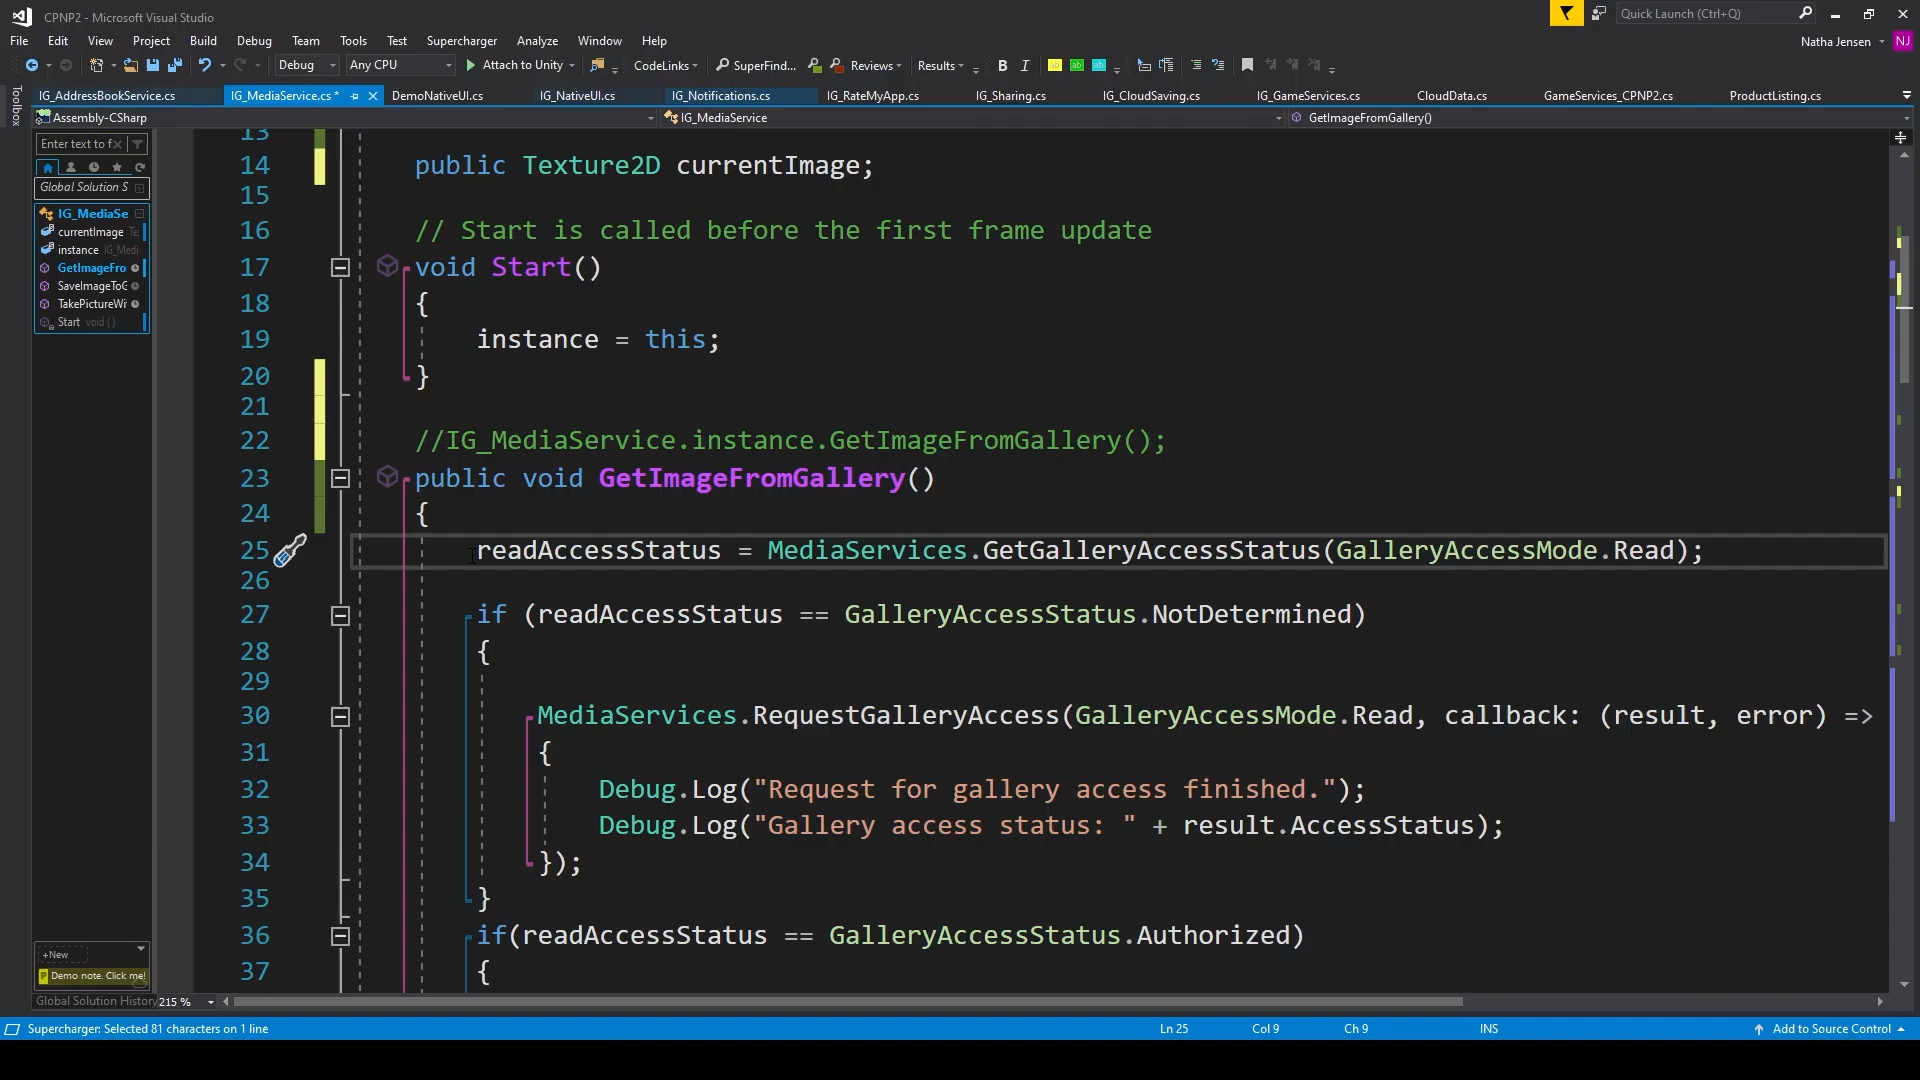 CPNP2 - Microsoft Visual Studio
Quick Launch (Ctrl+Q)
File Edit View Project Build Debug Team Tools Test Supercharger Analyze Window Help
Natha Jensen NJ
Debug Any CPU Attach to Unity CodeLinks SuperFind... Reviews Results
IG_AddressBookService.cs IG_MediaService.cs* DemoNativeUI.cs IG_NativeUI.cs IG_Notifications.cs IG_RateMyApp.cs IG_Sharing.cs IG_CloudSaving.cs IG_GameServices.cs CloudData.cs GameServices_CPNP2.cs ProductListing.cs
Toolbox
Assembly-CSharp IG_MediaService GetImageFromGallery()
Enter text to f
Global Solution S
IG_MediaSe
currentImage Te
instance IG_Medi
GetImageFro
SaveImageToG
TakePictureWi
Start void ()
13
14 public Texture2D currentImage;
15
16 // Start is called before the first frame update
17 void Start()
18 {
19 instance = this;
20 }
21
22 //IG_MediaService.instance.GetImageFromGallery();
23 public void GetImageFromGallery()
24 {
25 readAccessStatus = MediaServices.GetGalleryAccessStatus(GalleryAccessMode.Read);
26
27 if (readAccessStatus == GalleryAccessStatus.NotDetermined)
28 {
29
30 MediaServices.RequestGalleryAccess(GalleryAccessMode.Read, callback: (result, error) =>
31 {
32 Debug.Log("Request for gallery access finished.");
33 Debug.Log("Gallery access status: " + result.AccessStatus);
34 });
35 }
36 if(readAccessStatus == GalleryAccessStatus.Authorized)
37 {
+New
Demo note. Click me!
Global Solution History
215 %
Supercharger: Selected 81 characters on 1 line Ln 25 Col 9 Ch 9 INS Add to Source Control